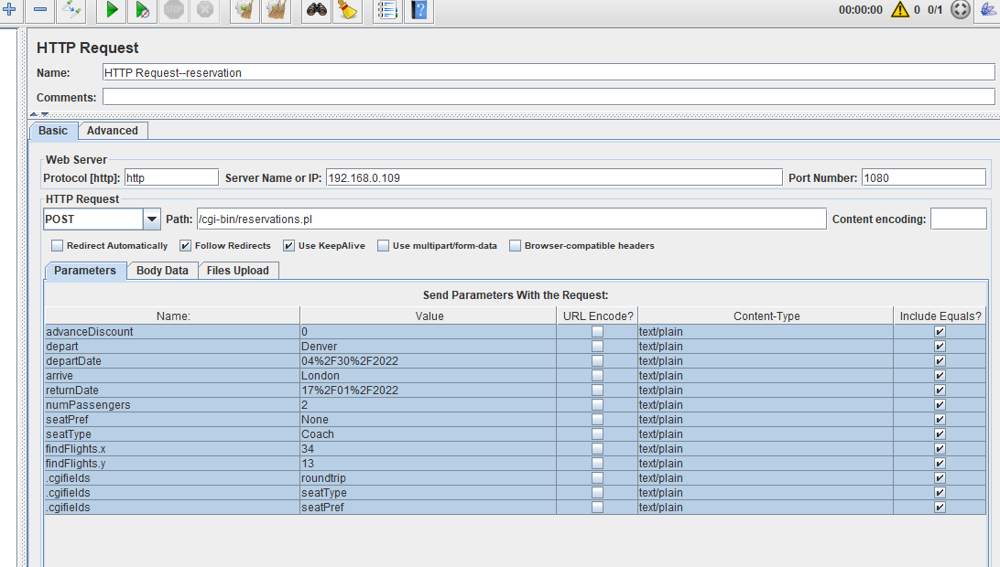 00:00:00 0 0/1
HTTP Request
Name: HTTP Request--reservation
Comments:
Basic Advanced
Web Server
Protocol [http]: http Server Name or IP: 192.168.0.109 Port Number: 1080
HTTP Request
POST Path: /cgi-bin/reservations.pl Content encoding:
Redirect Automatically Follow Redirects Use KeepAlive Use multipart/form-data Browser-compatible headers
Parameters Body Data Files Upload
Send Parameters With the Request:
Name: Value URL Encode? Content-Type Include Equals?
advanceDiscount 0 text/plain
depart Denver text/plain
departDate 04%2F30%2F2022 text/plain
arrive London text/plain
returnDate 17%2F01%2F2022 text/plain
numPassengers 2 text/plain
seatPref None text/plain
seatType Coach text/plain
findFlights.x 34 text/plain
findFlights.y 13 text/plain
.cgifields roundtrip text/plain
.cgifields seatType text/plain
.cgifields seatPref text/plain